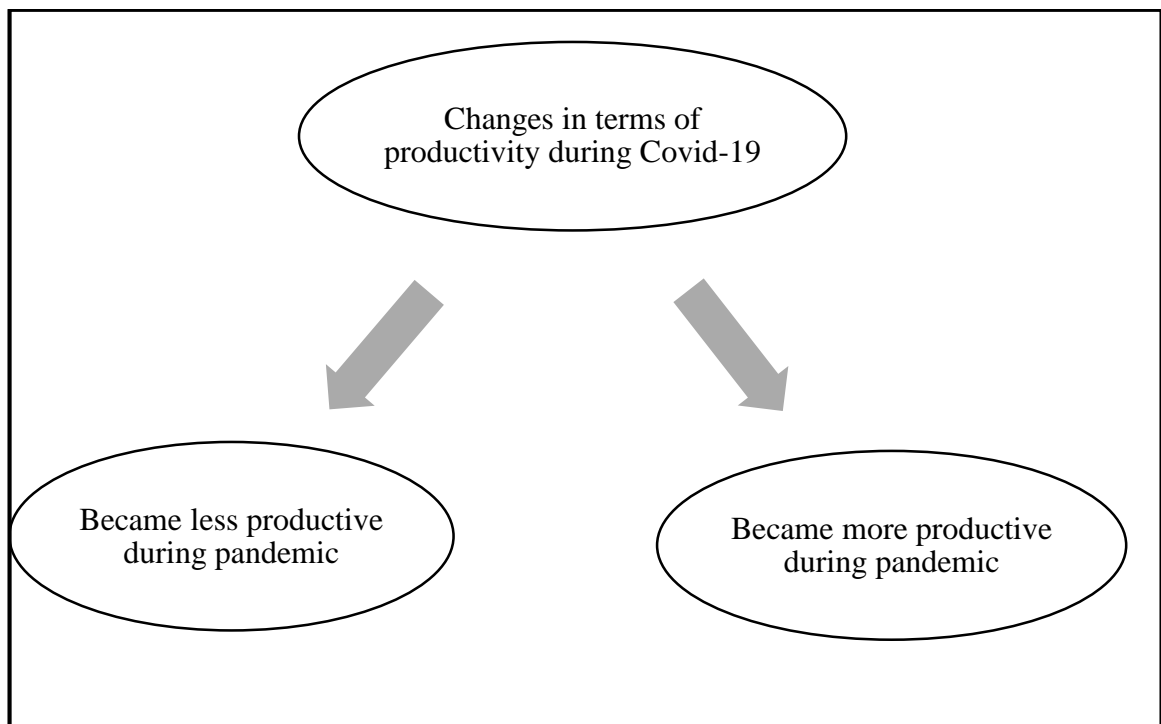 Changes in terms of
productivity during Covid-19
Became less productive
during pandemic
Became more productive
during pandemic